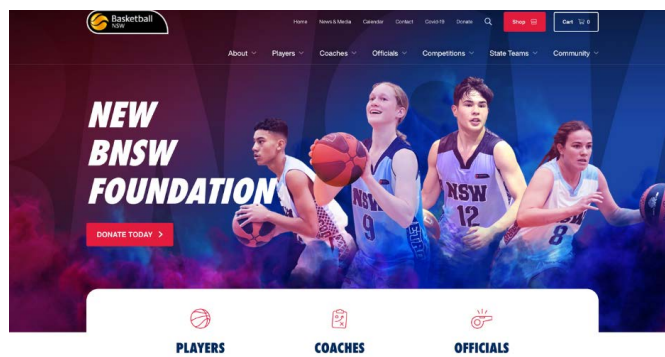 Basketball
NSW
Home News & Media Calendar Contact Covid-19 Donate Shop Cart 0
About Players Coaches Officials Competitions State Teams Community
NEW
BNSW
FOUNDATION
DONATE TODAY
NSW
9
NSW
12
NSW
8
PLAYERS COACHES OFFICIALS